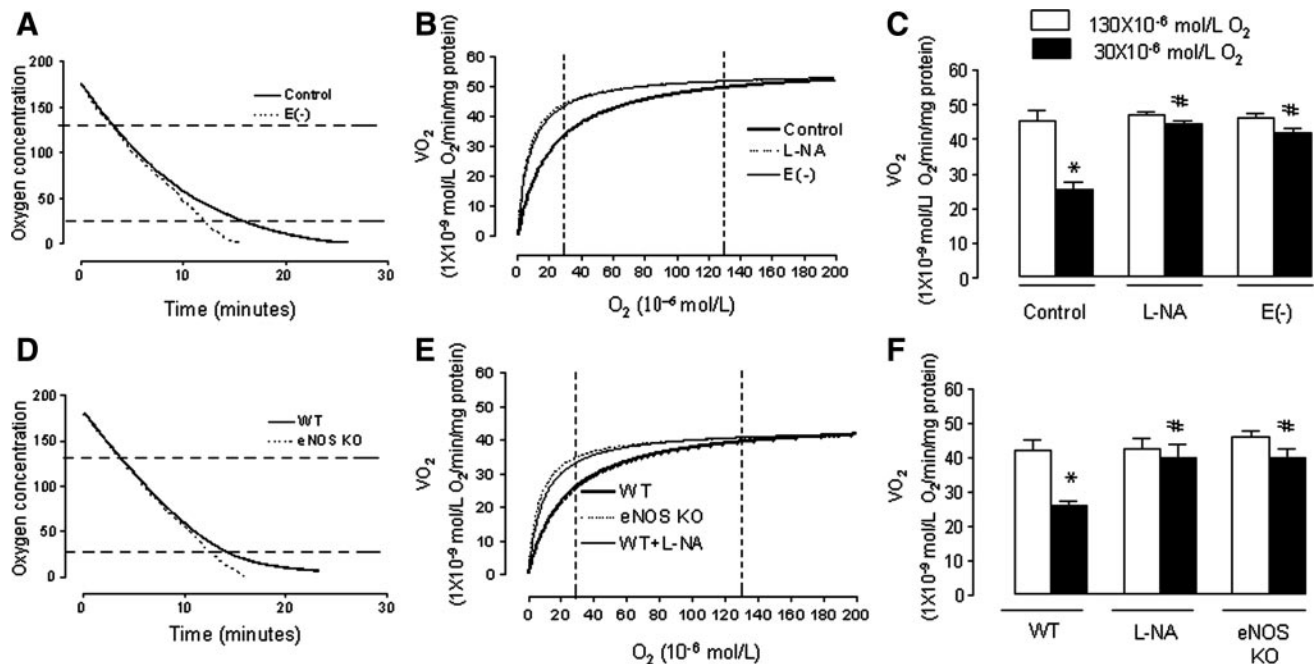 A
200
150
100
50
0
Oxygen concentration
Control
E(-)
0 10 20 30
Time (minutes)
B
60
50
40
30
20
10
0
VO2
(1X10⁻⁹ mol/L O2/min/mg protein)
Control
L-NA
E(-)
0 20 40 60 80 100 120 140 160 180 200
O2 (10⁻⁶ mol/L)
C
130X10⁻⁶ mol/L O2
30X10⁻⁶ mol/L O2
60
50
40
30
20
10
0
VO2
(1X10⁻⁹ mol/L O2/min/mg protein)
* # #
Control L-NA E(-)
D
200
150
100
50
0
Oxygen concentration
WT
eNOS KO
0 10 20 30
Time (minutes)
E
60
50
40
30
20
10
0
VO2
(1X10⁻⁹ mol/L O2/min/mg protein)
WT
eNOS KO
WT+L-NA
0 20 40 60 80 100 120 140 160 180 200
O2 (10⁻⁶ mol/L)
F
60
50
40
30
20
10
0
VO2
(1X10⁻⁹ mol/L O2/min/mg protein)
* # #
WT L-NA eNOS
KO